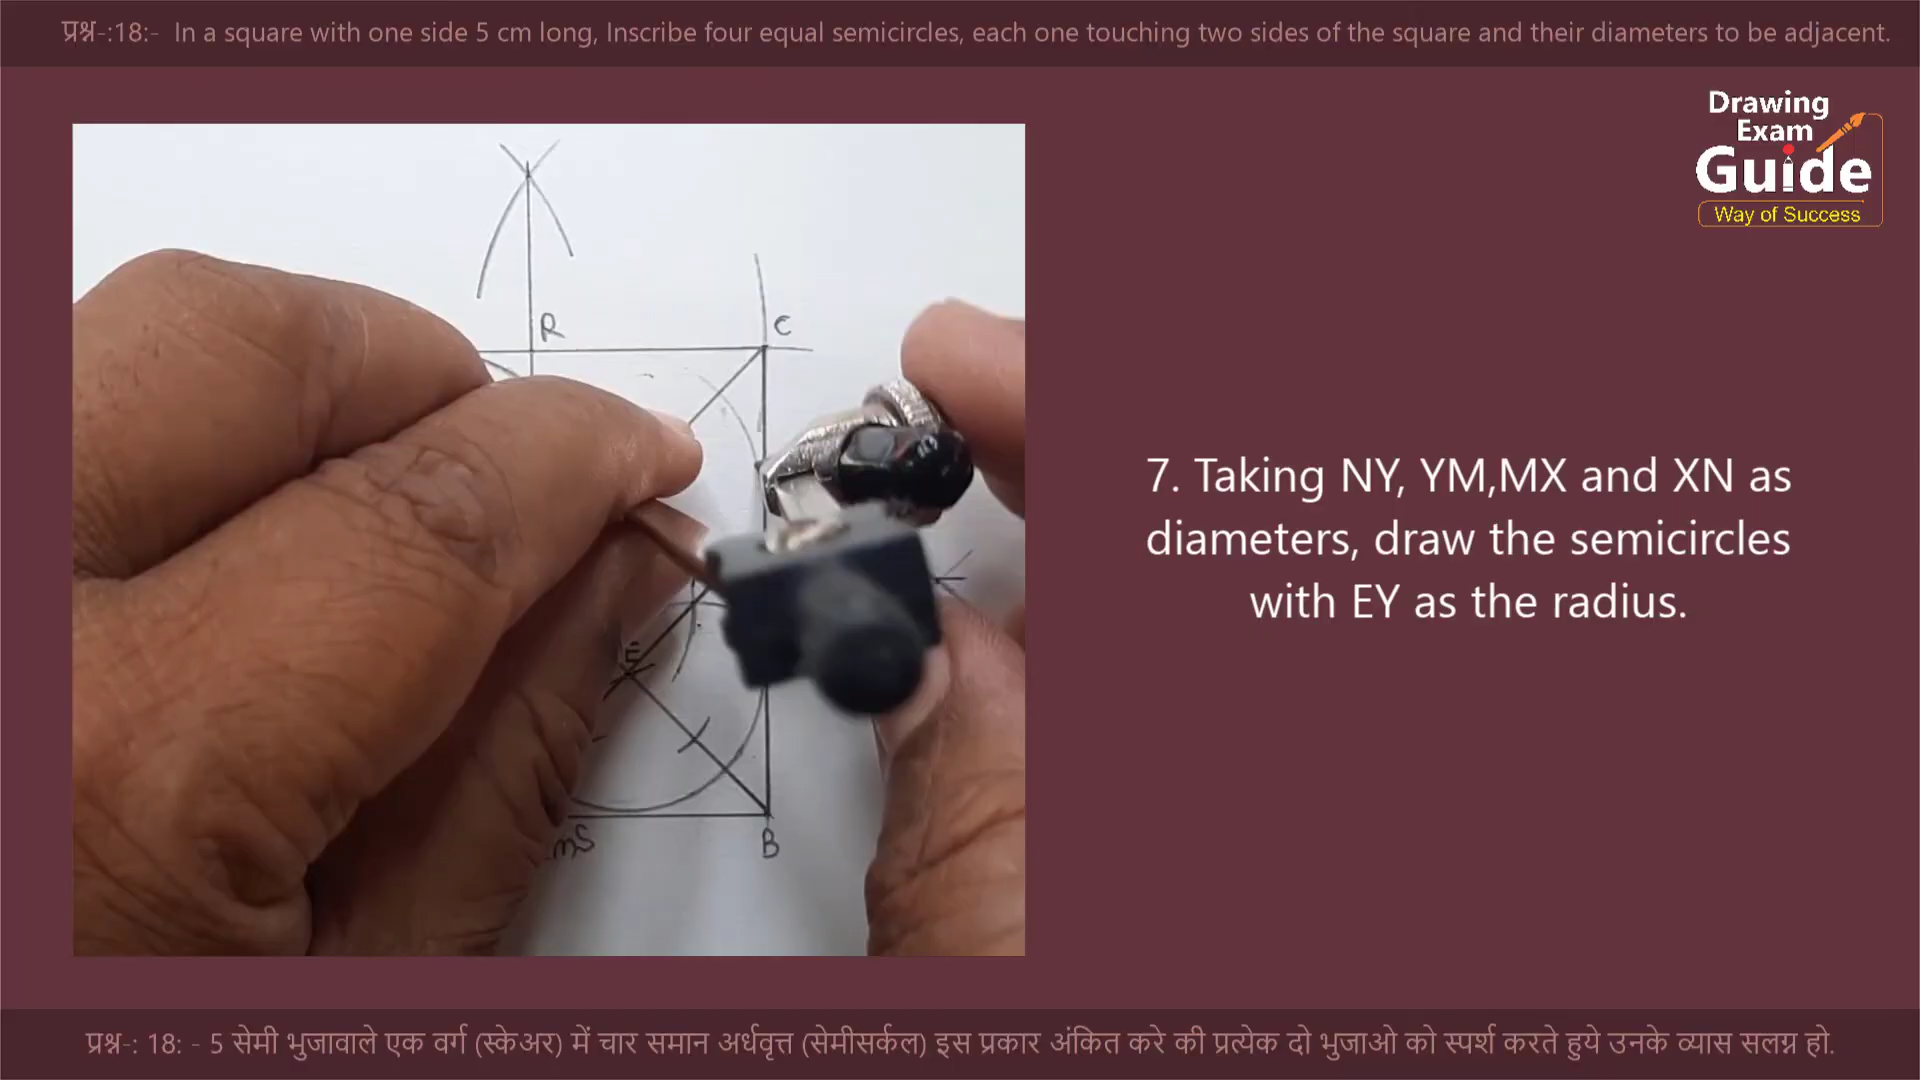 प्रश्न-:18:- In a square with one side 5 cm long, Inscribe four equal semicircles, each one touching two sides of the square and their diameters to be adjacent.
Drawing
Exam
Guide
Way of Success
R
C
7. Taking NY, YM,MX and XN as
diameters, draw the semicircles
with EY as the radius.
E
S
B
प्रश्न-: 18: - 5 सेमी भुजावाले एक वर्ग (स्केअर) में चार समान अर्धवृत्त (सेमीसर्कल) इस प्रकार अंकित करे की प्रत्येक दो भुजाओ को स्पर्श करते हुये उनके व्यास सलग्न हो.